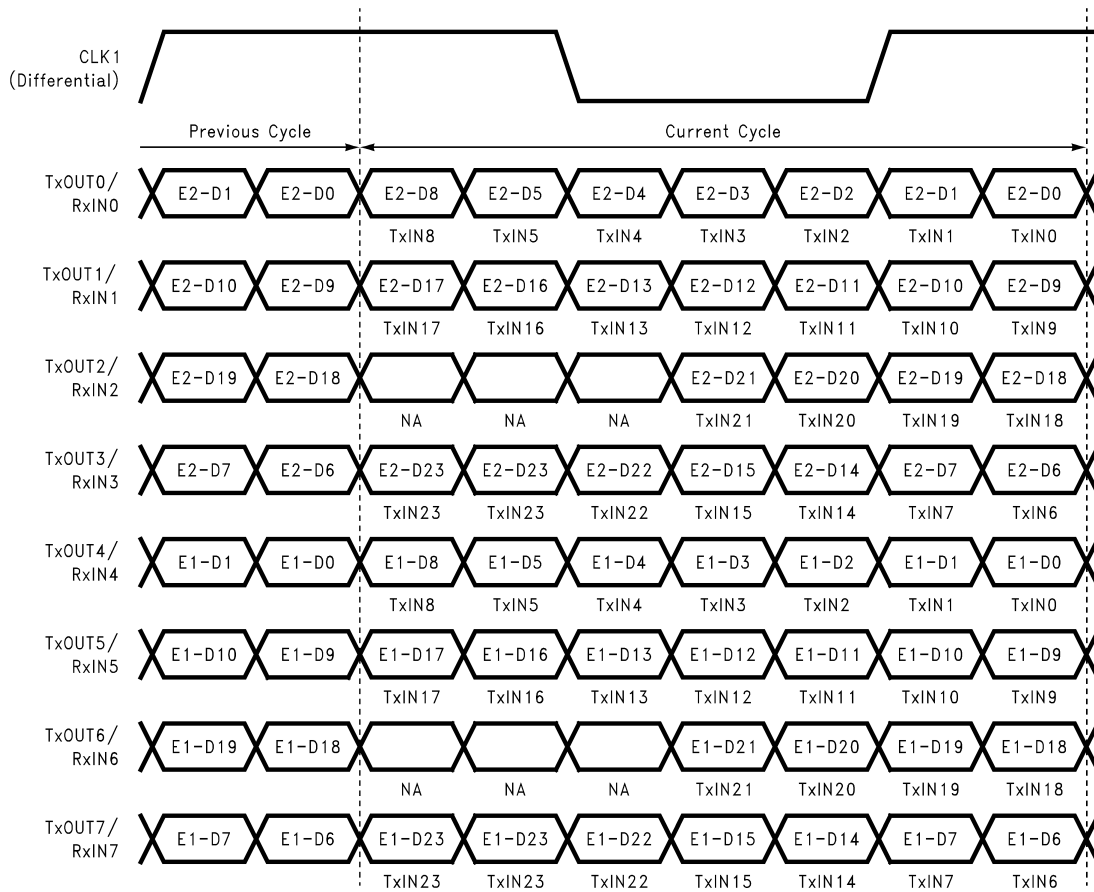 CLK1
(Differential)
Previous Cycle Current Cycle
TxOUT0/
RxIN0
E2-D1 E2-D0 E2-D8 E2-D5 E2-D4 E2-D3 E2-D2 E2-D1 E2-D0
TxIN8 TxIN5 TxIN4 TxIN3 TxIN2 TxIN1 TxIN0
TxOUT1/
RxIN1
E2-D10 E2-D9 E2-D17 E2-D16 E2-D13 E2-D12 E2-D11 E2-D10 E2-D9
TxIN17 TxIN16 TxIN13 TxIN12 TxIN11 TxIN10 TxIN9
TxOUT2/
RxIN2
E2-D19 E2-D18 E2-D21 E2-D20 E2-D19 E2-D18
NA NA NA TxIN21 TxIN20 TxIN19 TxIN18
TxOUT3/
RxIN3
E2-D7 E2-D6 E2-D23 E2-D23 E2-D22 E2-D15 E2-D14 E2-D7 E2-D6
TxIN23 TxIN23 TxIN22 TxIN15 TxIN14 TxIN7 TxIN6
TxOUT4/
RxIN4
E1-D1 E1-D0 E1-D8 E1-D5 E1-D4 E1-D3 E1-D2 E1-D1 E1-D0
TxIN8 TxIN5 TxIN4 TxIN3 TxIN2 TxIN1 TxIN0
TxOUT5/
RxIN5
E1-D10 E1-D9 E1-D17 E1-D16 E1-D13 E1-D12 E1-D11 E1-D10 E1-D9
TxIN17 TxIN16 TxIN13 TxIN12 TxIN11 TxIN10 TxIN9
TxOUT6/
RxIN6
E1-D19 E1-D18 E1-D21 E1-D20 E1-D19 E1-D18
NA NA NA TxIN21 TxIN20 TxIN19 TxIN18
TxOUT7/
RxIN7
E1-D7 E1-D6 E1-D23 E1-D23 E1-D22 E1-D15 E1-D14 E1-D7 E1-D6
TxIN23 TxIN23 TxIN22 TxIN15 TxIN14 TxIN7 TxIN6